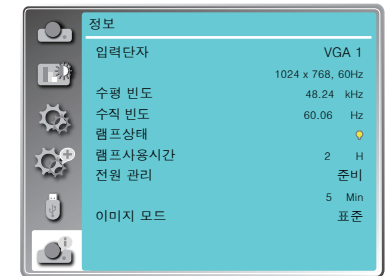 정보
입력단자 VGA 1
1024 x 768, 60Hz
수평 빈도 48.24 kHz
수직 빈도 60.06 Hz
램프상태
램프사용시간 2 H
전원 관리 준비
5 Min
이미지 모드 표준